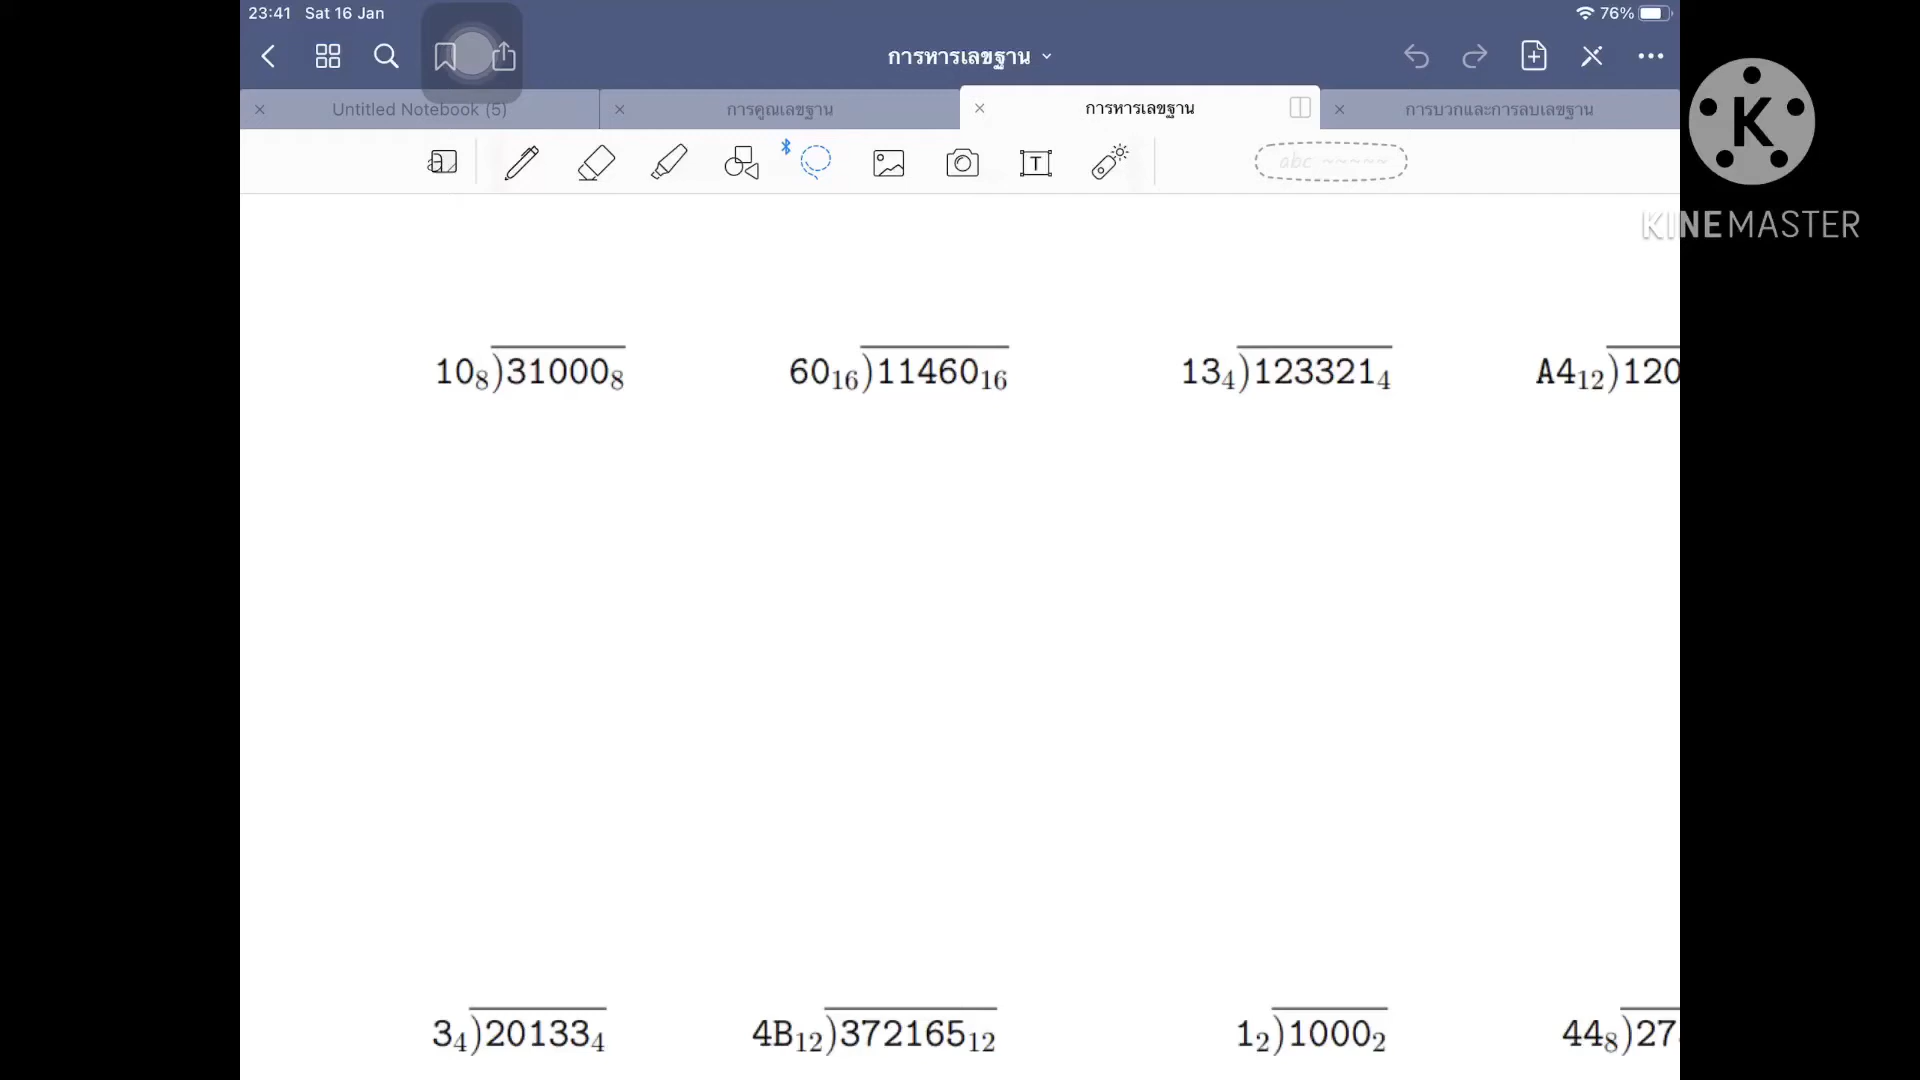 23:41 Sat 16 Jan 76%
การหารเลขฐาน
Untitled Notebook (5) การคูณเลขฐาน การหารเลขฐาน การบวกและการลบเลขฐาน
abc
KINEMASTER
10₈)31000₈ 60₁₆)11460₁₆ 13₄)123321₄ A4₁₂)120
3₄)20133₄ 4B₁₂)372165₁₂ 1₂)1000₂ 44₈)27